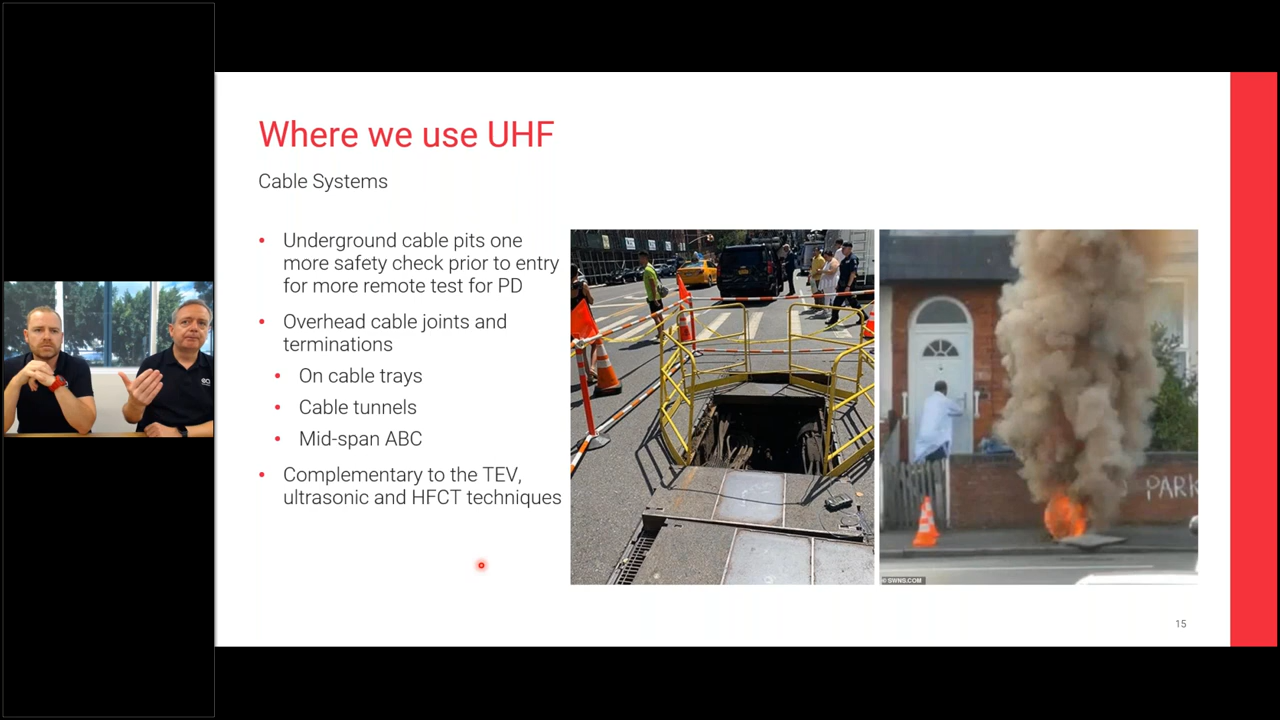 Where we use UHF
Cable Systems
• Underground cable pits one
more safety check prior to entry
for more remote test for PD
• Overhead cable joints and
terminations
• On cable trays
• Cable tunnels
• Mid-span ABC
• Complementary to the TEV,
ultrasonic and HFCT techniques
PARK
© SWNS.COM
15